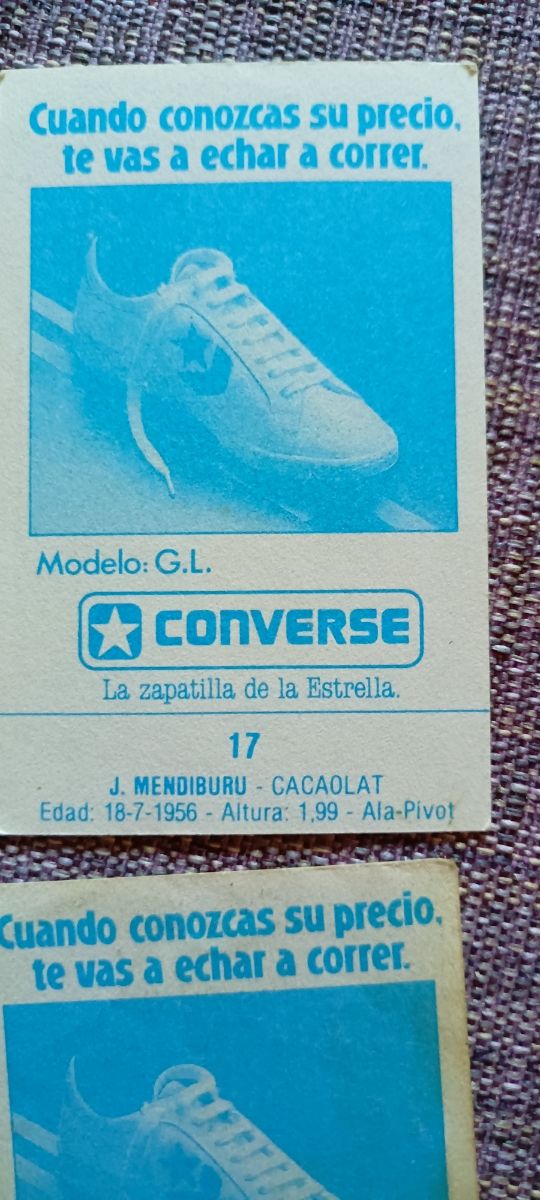 Cuando conozcas su precio,
te vas a echar a correr.
Modelo: G.L.
CONVERSE
La zapatilla de la Estrella.
17
J. MENDIBURU - CACAOLAT
Edad: 18-7-1956 - Altura: 1,99 - Ala-Pívot
Cuando conozcas su precio,
te vas a echar a correr.